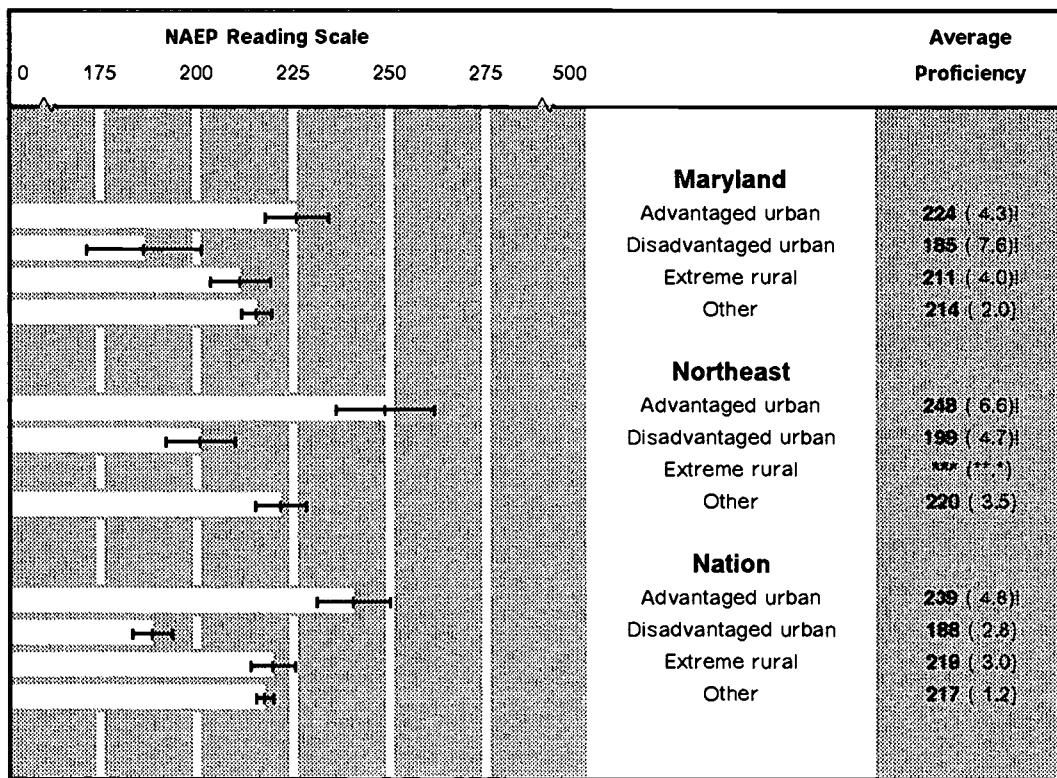 NAEP Reading Scale
Average
0 175 200 225 250 275 500
Proficiency
Maryland
Advantaged urban 224 ( 4.3)!
Disadvantaged urban 185 ( 7.6)!
Extreme rural 211 ( 4.0)!
Other 214 ( 2.0)
Northeast
Advantaged urban 248 ( 6.6)!
Disadvantaged urban 199 ( 4.7)!
Extreme rural *** (**.*)
Other 220 ( 3.5)
Nation
Advantaged urban 239 ( 4.8)!
Disadvantaged urban 188 ( 2.8)
Extreme rural 219 ( 3.0)
Other 217 ( 1.2)